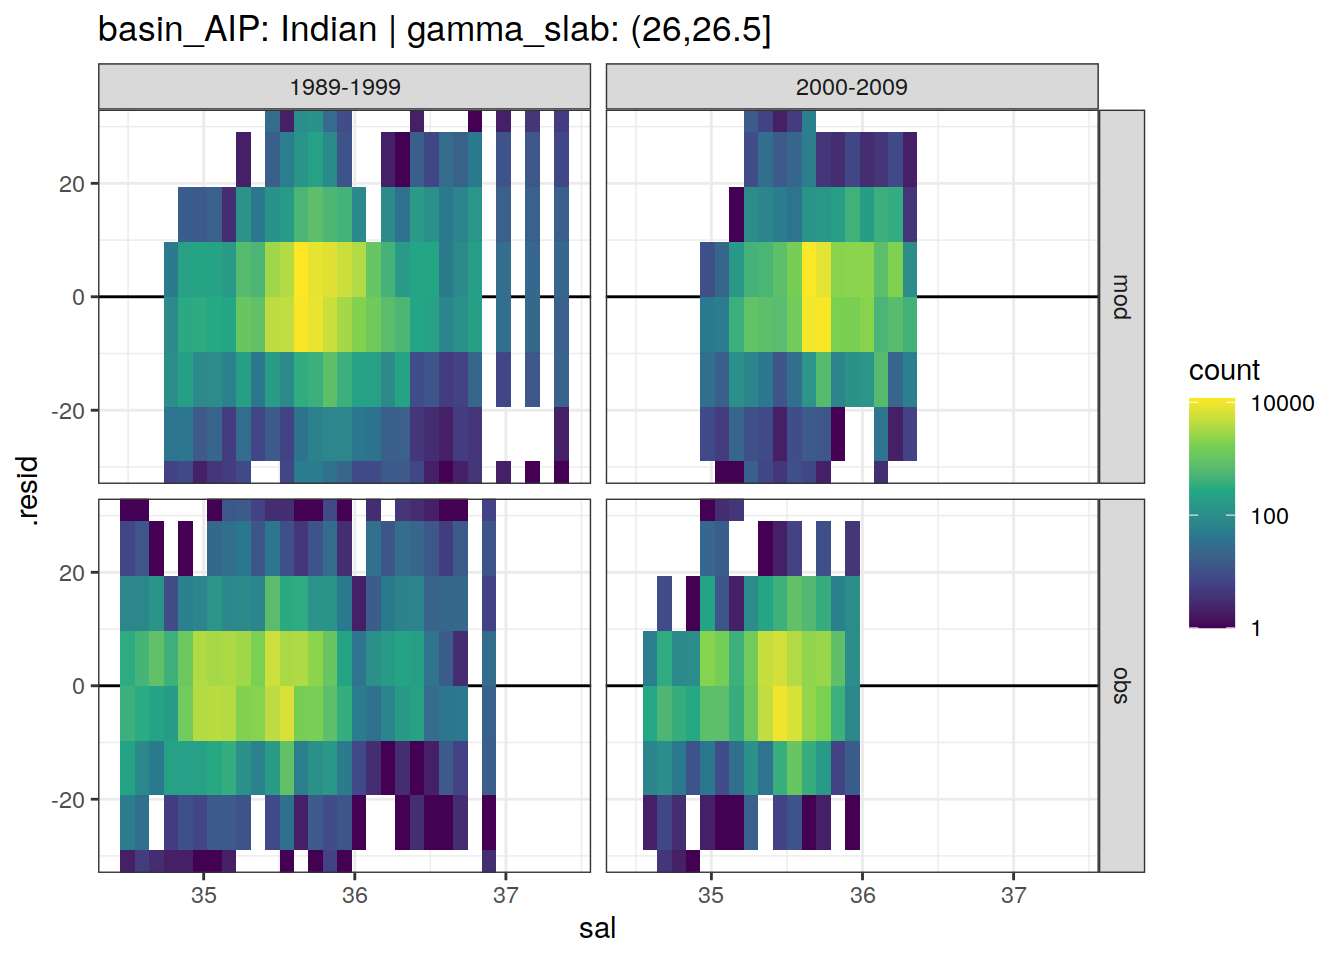 basin_AIP: Indian | gamma_slab: (26,26.5]
1989-1999
2000-2009
20
0
-20
mod
20
0
-20
obs
.resid
35
36
37
35
36
37
sal
count
10000
100
1